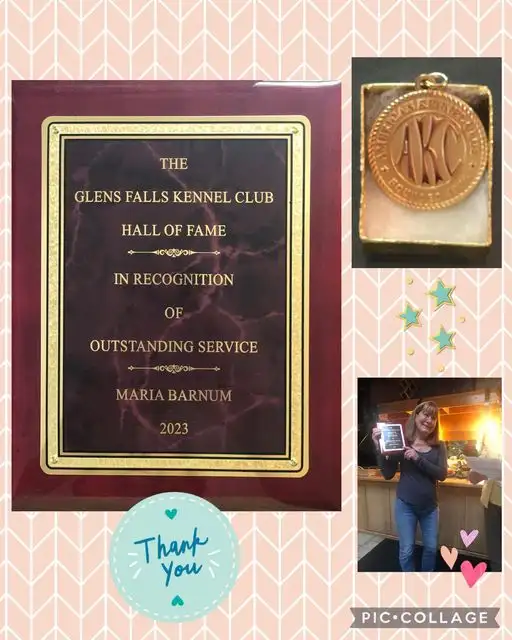 THE
GLENS FALLS KENNEL CLUB
HALL OF FAME
IN RECOGNITION
OF
OUTSTANDING SERVICE
MARIA BARNUM
2023
AKC
Thank
You
PIC•COLLAGE